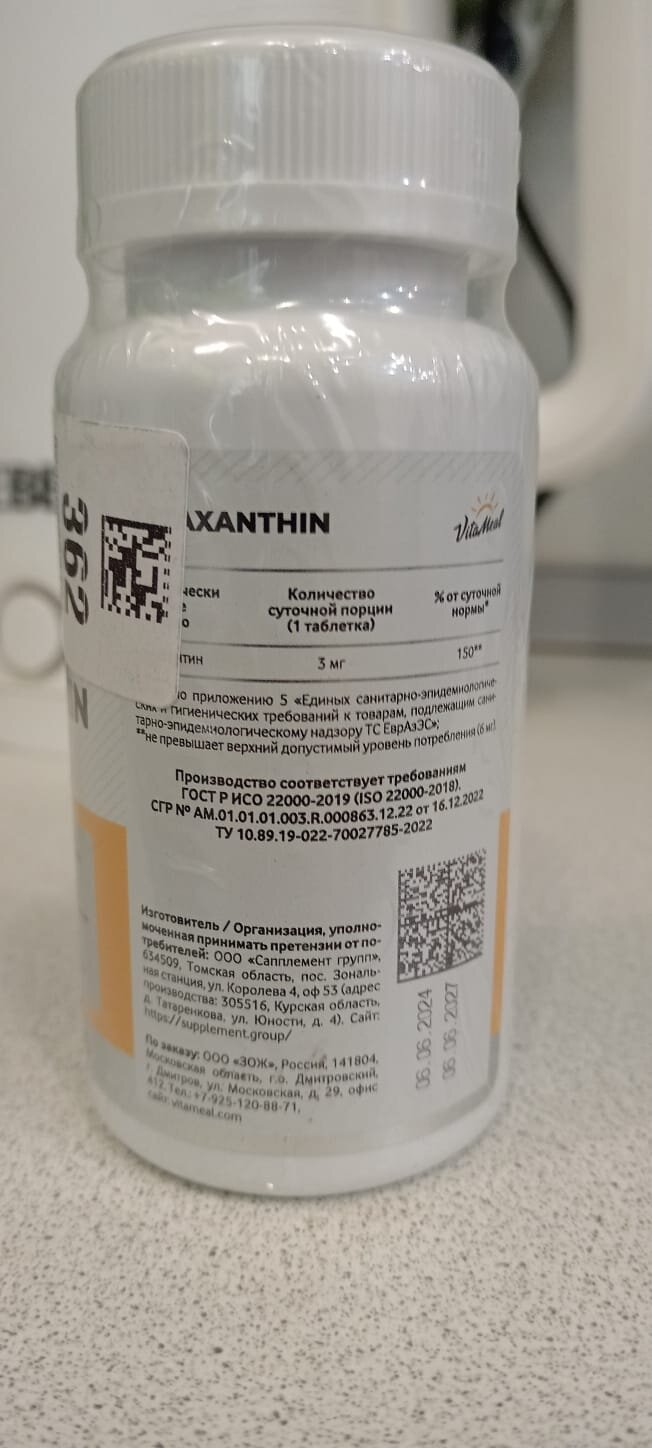 362
AXANTHIN
VitaMeal
чески
е
о
Количество
суточной порции
(1 таблетка)
% от суточной
нормы*
тин
3 мг
150**
о приложению 5 «Единых санитарно-эпидемиологиче-
ских и гигиенических требований к товарам, подлежащим сани-
тарно-эпидемиологическому надзору ТС ЕврАзЭС»;
**не превышает верхний допустимый уровень потребления (6 мг)
Производство соответствует требованиям
ГОСТ Р ИСО 22000-2019 (ISO 22000-2018).
СГР № AM.01.01.01.003.R.000863.12.22 от 16.12.2022
ТУ 10.89.19-022-70027785-2022
Изготовитель / Организация, уполно-
моченная принимать претензии от по-
требителей: ООО «Сапплемент групп»,
634509, Томская область, пос. Зональ-
ная станция, ул. Королева 4, оф 53 (адрес
производства: 305516, Курская область,
д. Татаренкова, ул. Юности, д. 4). Сайт:
https://supplement.group/
По заказу: ООО «ЗОЖ», Россия, 141804,
Московская область, г.о. Дмитровский,
г. Дмитров, ул. Московская, д. 29, офис
412. Тел.: +7-925-120-88-71,
сайт: vitameal.com
06.06.2024
06.06.2027
IN